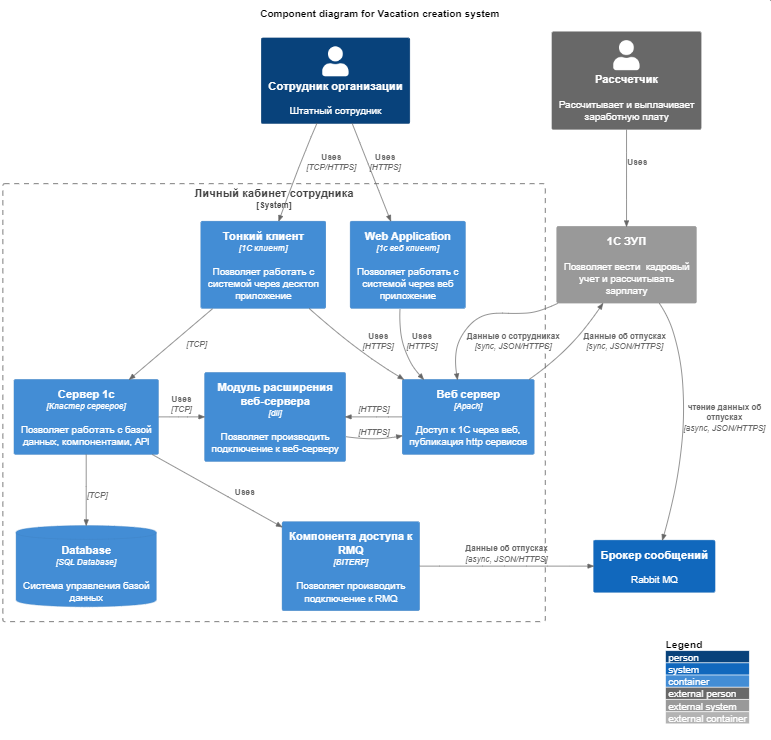 Component diagram for Vacation creation system
Сотрудник организации
Штатный сотрудник
Рассчетчик
Рассчитывает и выплачивает
заработную плату
Uses
[TCP/HTTPS]
Uses
[HTTPS]
Uses
Личный кабинет сотрудника
[System]
Тонкий клиент
[1С клиент]
Позволяет работать с
системой через десктоп
приложение
Web Application
[1с веб клиент]
Позволяет работать с
системой через веб
приложение
1С ЗУП
Позволяет вести кадровый
учет и рассчитывать
зарплату
[TCP]
Uses
[HTTPS]
Uses
[HTTPS]
Данные о сотрудниках
[sync, JSON/HTTPS]
Данные об отпусках
[sync, JSON/HTTPS]
Сервер 1с
[Кластер серверов]
Позволяет работать с базой
данных, компонентами, API
Uses
[TCP]
Модуль расширения
веб-сервера
[dll]
Позволяет производить
подключение к веб-серверу
[HTTPS]
[HTTPS]
Веб сервер
[Apach]
Доступ к 1С через веб,
публикация http сервисов
чтение данных об
отпусках
[async, JSON/HTTPS]
[TCP]
Uses
Database
[SQL Database]
Система управления базой
данных
Компонента доступа к
RMQ
[BITERP]
Позволяет производить
подключение к RMQ
Данные об отпусках
[async, JSON/HTTPS]
Брокер сообщений
Rabbit MQ
Legend
person
system
container
external person
external system
external container